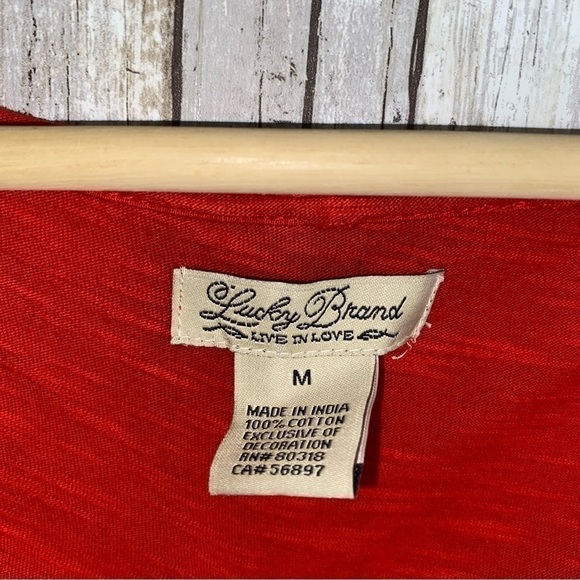 Lucky Brand
LIVE IN LOVE
M
MADE IN INDIA
100% COTTON
EXCLUSIVE OF
DECORATION
RN# 80318
CA# 56897